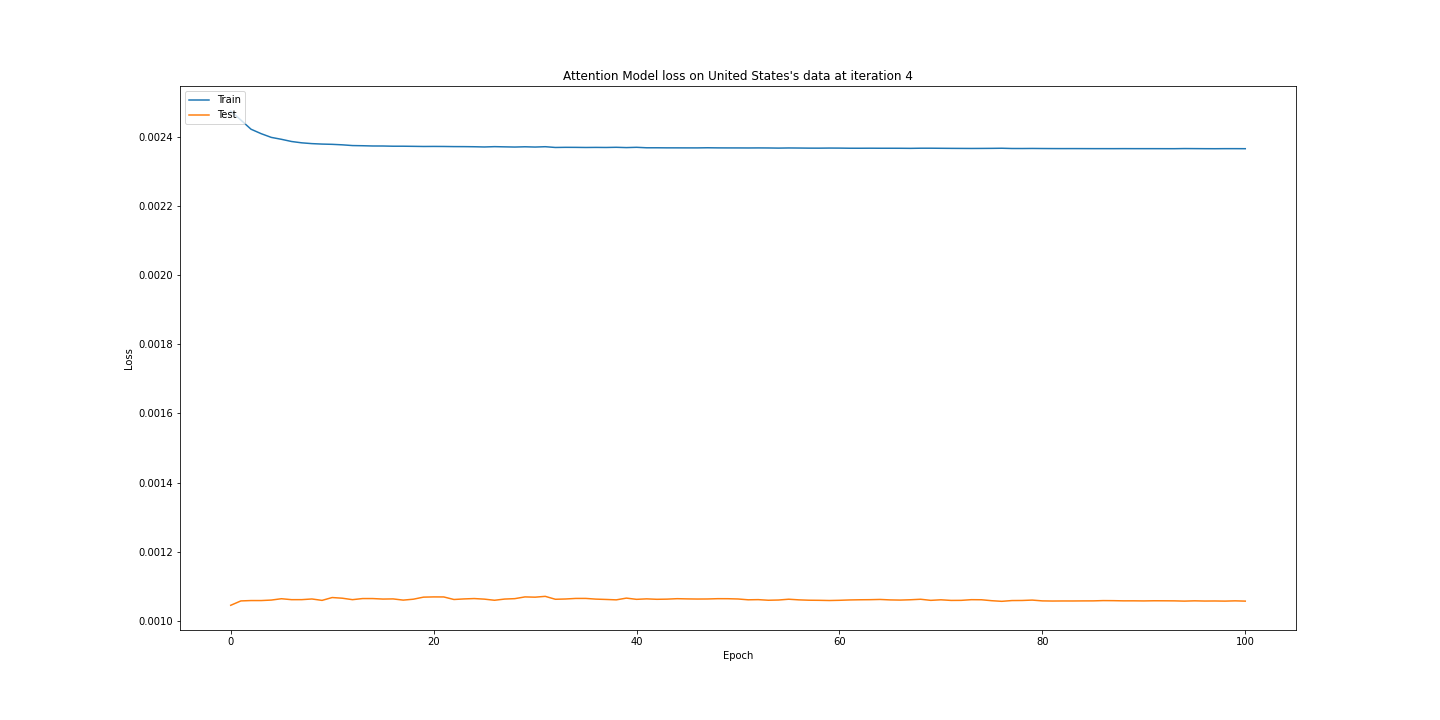 Attention Model loss on United States's data at iteration 4
Train
Test
0.0024
0.0022
0.0020
0.0018
0.0016
0.0014
0.0012
0.0010
Loss
0 20 40 60 80 100
Epoch